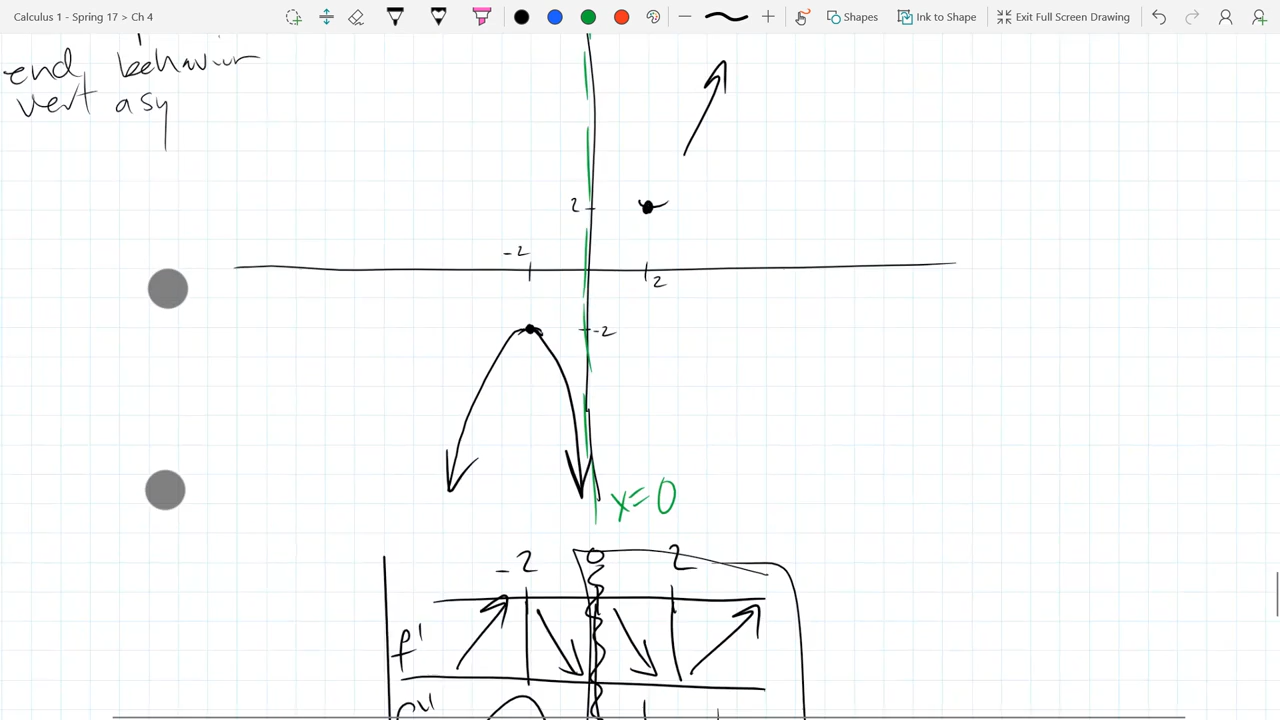 Calculus 1 - Spring 17 > Ch 4
Shapes
Ink to Shape
Exit Full Screen Drawing
end behavior
vert asy
2
-2
2
-2
x=0
-2 0 2
f'